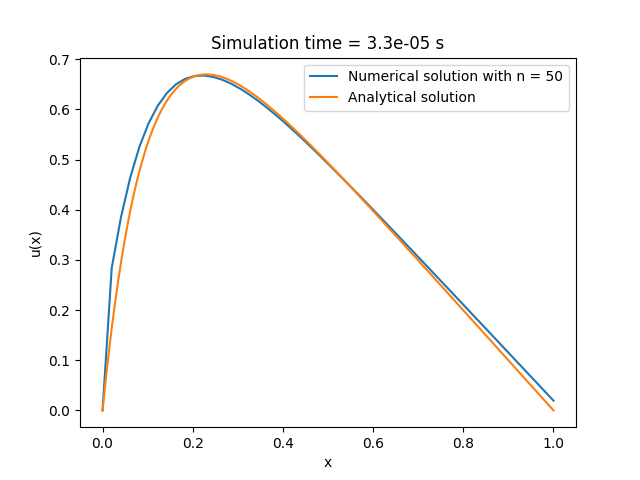 Simulation time = 3.3e-05 s
Numerical solution with n = 50
Analytical solution
u(x)
0.7
0.6
0.5
0.4
0.3
0.2
0.1
0.0
0.0 0.2 0.4 0.6 0.8 1.0
x